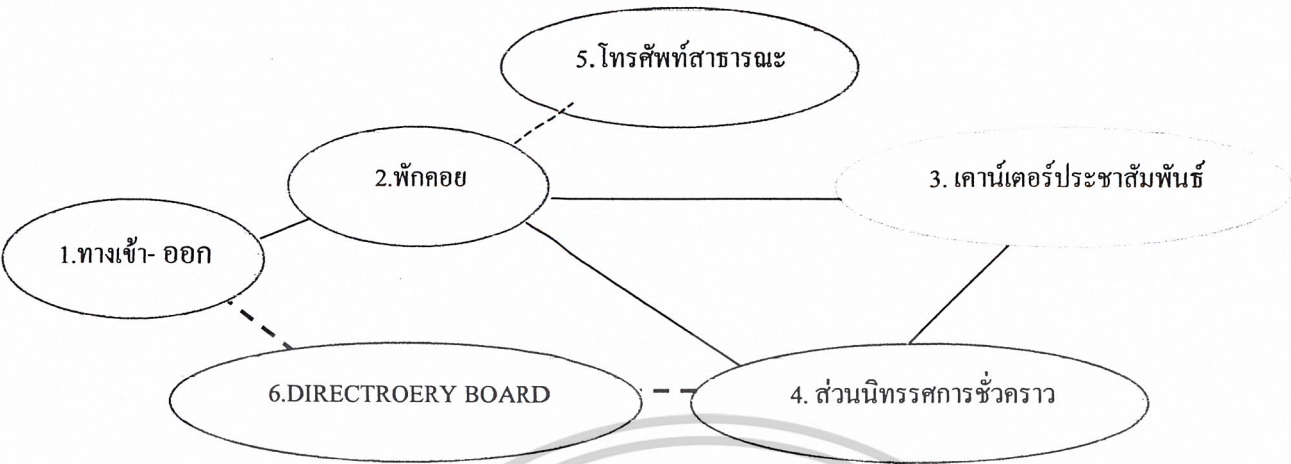 5.โทรศัพท์สาธารณะ
2.พักคอย
3. เคาน์เตอร์ประชาสัมพันธ์
1.ทางเข้า- ออก
6.DIRECTROERY BOARD
4. ส่วนนิทรรศการชั่วคราว